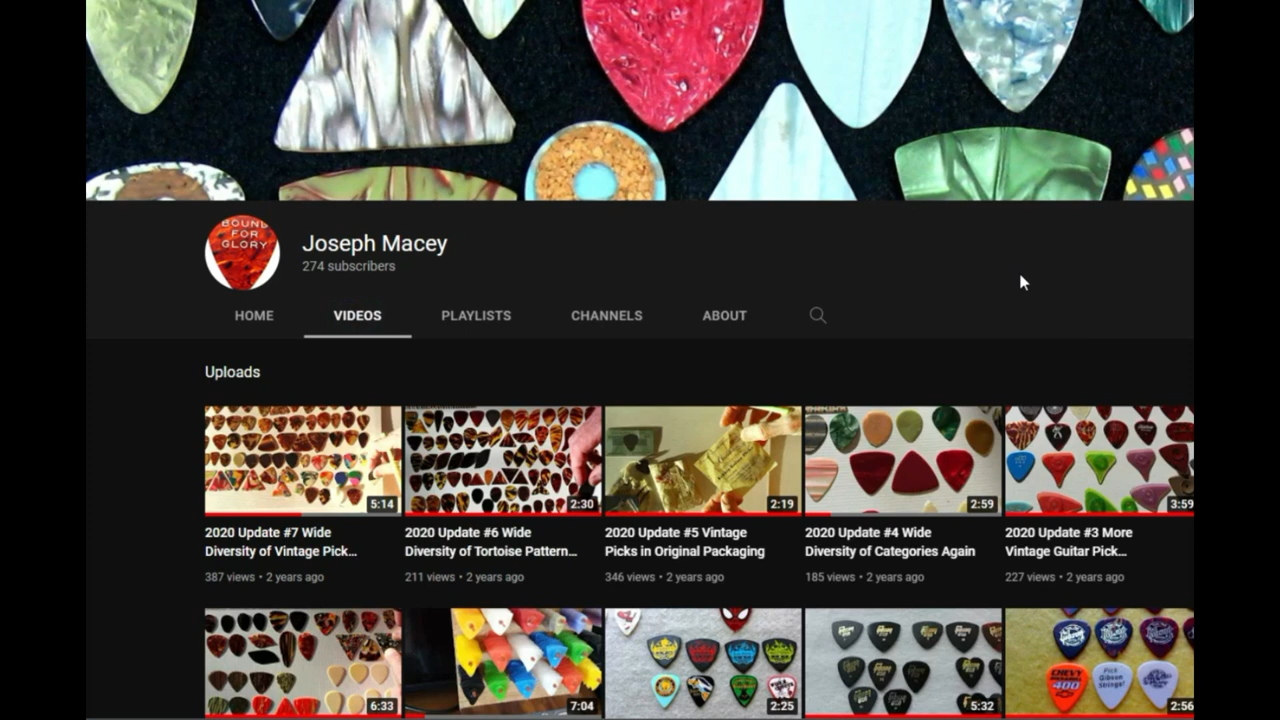 BOUND
FOR
GLORY
Joseph Macey
274 subscribers
HOME VIDEOS PLAYLISTS CHANNELS ABOUT
Uploads
5:14 2:30 2:19 2:59 3:59
2020 Update #7 Wide
Diversity of Vintage Pick...
387 views • 2 years ago
2020 Update #6 Wide
Diversity of Tortoise Pattern...
211 views • 2 years ago
2020 Update #5 Vintage
Picks in Original Packaging
346 views • 2 years ago
2020 Update #4 Wide
Diversity of Categories Again
185 views • 2 years ago
2020 Update #3 More
Vintage Guitar Pick...
227 views • 2 years ago
CHEVY
400
Pick
Gibson
Strings!
6:33 7:04 2:25 5:32 2:56